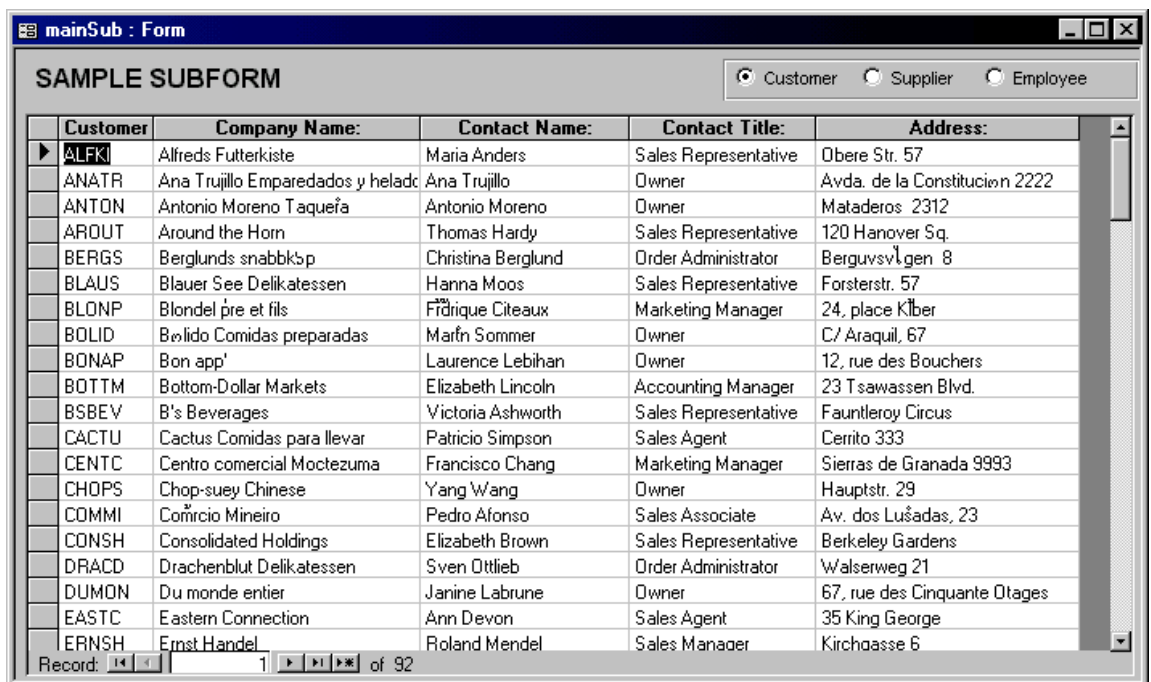 mainSub : Form
SAMPLE SUBFORM Customer Supplier Employee
Customer Company Name: Contact Name: Contact Title: Address:
ALFKI Alfreds Futterkiste Maria Anders Sales Representative Obere Str. 57
ANATR Ana Trujillo Emparedados y helado Ana Trujillo Owner Avda. de la 2222
ANTON Antonio Moreno Antonio Moreno Owner Mataderos 2312
AROUT Around the Horn Thomas Hardy Sales Representative 120 Hanover Sq.
BERGS Berglunds Christina Berglund Order Administrator 8
BLAUS Blauer See Delikatessen Hanna Moos Sales Representative Forsterstr. 57
BLONP Blondel et fils Citeaux Marketing Manager 24, place
BOLID Comidas preparadas Sommer Owner C/ Araquil, 67
BONAP Bon app' Laurence Lebihan Owner 12, rue des Bouchers
BOTTM Bottom-Dollar Markets Elizabeth Lincoln Accounting Manager 23 Tsawassen Blvd.
BSBEV B's Beverages Victoria Ashworth Sales Representative Fauntleroy Circus
CACTU Cactus Comidas para llevar Patricio Simpson Sales Agent Cerrito 333
CENTC Centro comercial Moctezuma Francisco Chang Marketing Manager Sierras de Granada 9993
CHOPS Chop-suey Chinese Yang Wang Owner Hauptstr. 29
COMMI Mineiro Pedro Afonso Sales Associate Av. dos 23
CONSH Consolidated Holdings Elizabeth Brown Sales Representative Berkeley Gardens
DRACD Drachenblut Delikatessen Sven Ottlieb Order Administrator Walserweg 21
DUMON Du monde entier Janine Labrune Owner 67, rue des Cinquante Otages
EASTC Eastern Connection Ann Devon Sales Agent 35 King George
ERNSH Ernst Handel Roland Mendel Sales Manager Kirchgasse 6
Record: 1 of 92